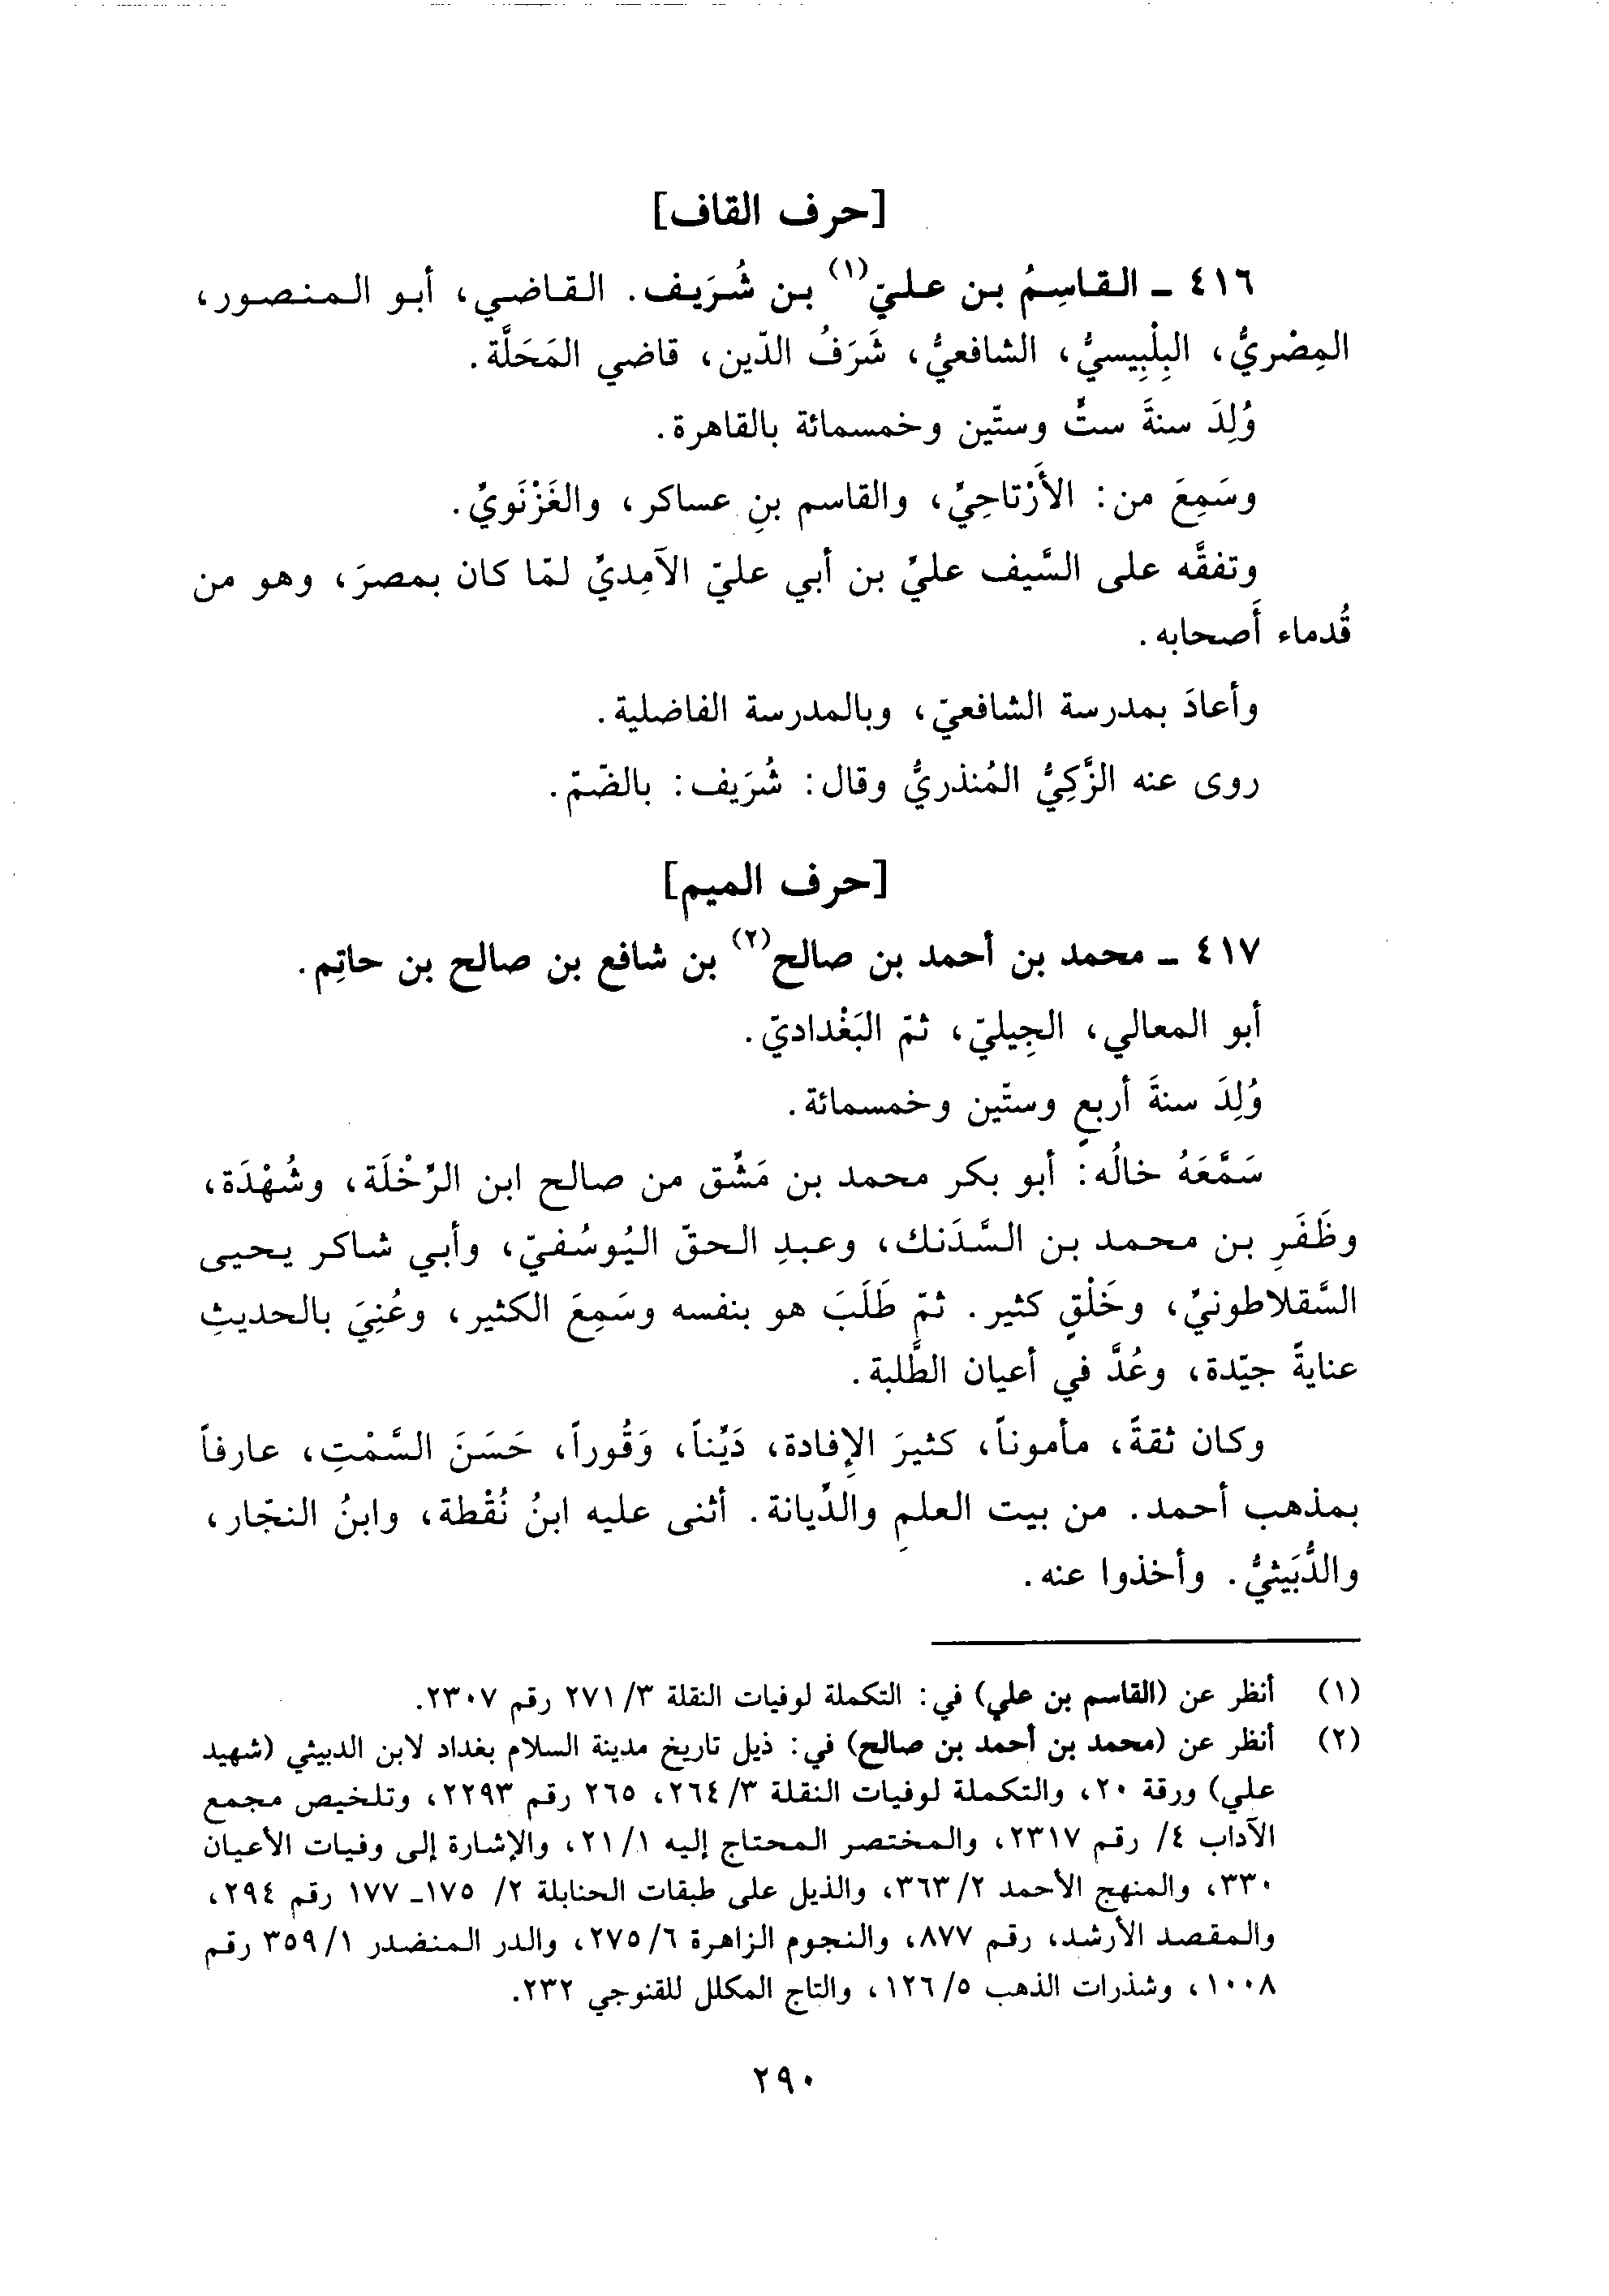 [حرف القاف]
٤١٦ ـ القاسِمُ بن عليّ(١) بن شُرَيف. القاضي، أبو المنصور،
المِصْريُّ، البِلْبِيسيُّ، الشافعيُّ، شَرَفُ الدّين، قاضي المَحَلَّة.
وُلِدَ سنةَ ستٍّ وستّين وخمسمائة بالقاهرة.
وسَمِعَ من: الأَرْتاحِيِّ، والقاسم بنِ عساكر، والغَزْنَويِّ.
وتفقَّه على السَّيف عليِّ بن أبي عليّ الآمِديِّ لمّا كان بمصرَ، وهو من
قُدماء أَصحابه.
وأعادَ بمدرسة الشافعيّ، وبالمدرسة الفاضلية.
روى عنه الزَّكِيُّ المُنذريُّ وقال: شُرَيف: بالضّمّ.
[حرف الميم]
٤١٧ ـ محمد بن أحمد بن صالح(٢) بن شافع بن صالح بن حاتِم.
أبو المعالي، الجِيليّ، ثمّ البَغْداديّ.
وُلِدَ سنةَ أربعٍ وستّين وخمسمائة.
سَمَّعَهُ خالُه: أبو بكر محمد بن مَشِّق من صالح ابن الرِّخْلَة، وشُهْدَة،
وظَفَرِ بن محمد بن السَّدَنك، وعبدِ الحقّ اليُوسُفيّ، وأبي شاكر يحيى
السَّقلاطونيِّ، وخَلْقٍ كثير. ثمّ طَلَبَ هو بنفسه وسَمِعَ الكثير، وعُنِيَ بالحديثِ
عنايةً جيّدة، وعُدَّ في أعيان الطَّلبة.
وكان ثقةً، مأموناً، كثيرَ الإِفادة، دَيِّناً، وَقُوراً، حَسَنَ السَّمْتِ، عارفاً
بمذهب أحمد. من بيت العلمِ والدِّيانة. أثنى عليه ابنُ نُقْطة، وابنُ النجّار،
والدُّبَيثيُّ. وأخذوا عنه.
(١) أنظر عن (القاسم بن علي) في: التكملة لوفيات النقلة ٣/ ٢٧١ رقم ٢٣٠٧.
(٢) أنظر عن (محمد بن أحمد بن صالح) في: ذيل تاريخ مدينة السلام بغداد لابن الدبيثي (شهيد
علي) ورقة ٢٠، والتكملة لوفيات النقلة ٣/ ٢٦٤، ٢٦٥ رقم ٢٢٩٣، وتلخيص مجمع
الآداب ٤/ رقم ٢٣١٧، والمختصر المحتاج إليه ١/ ٢١، والإشارة إلى وفيات الأعيان
٣٣٠، والمنهج الأحمد ٢/ ٣٦٣، والذيل على طبقات الحنابلة ٢/ ١٧٥ـ ١٧٧ رقم ٢٩٤،
والمقصد الأرشد، رقم ٨٧٧، والنجوم الزاهرة ٦/ ٢٧٥، والدر المنضدر ١/ ٣٥٩ رقم
١٠٠٨، وشذرات الذهب ٥/ ١٢٦، والتاج المكلل للقنوجي ٢٣٢.
٢٩٠